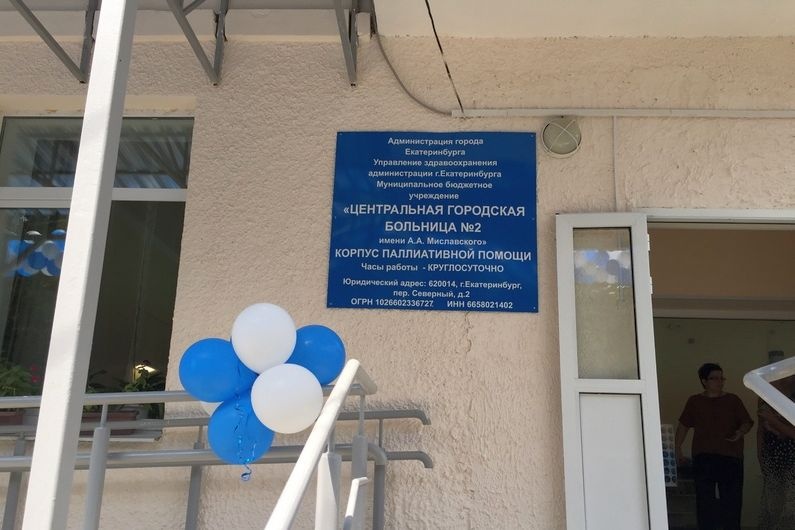 Администрация города
Екатеринбурга
Управление здравоохранения
администрации г.Екатеринбурга
Муниципальное бюджетное
учреждение
«ЦЕНТРАЛЬНАЯ ГОРОДСКАЯ
БОЛЬНИЦА №2
имени А.А. Миславского»
КОРПУС ПАЛЛИАТИВНОЙ ПОМОЩИ
Часы работы - КРУГЛОСУТОЧНО
Юридический адрес: 620014, г.Екатеринбург,
пер. Северный, д.2
ОГРН 1026602336727 ИНН 6658021402